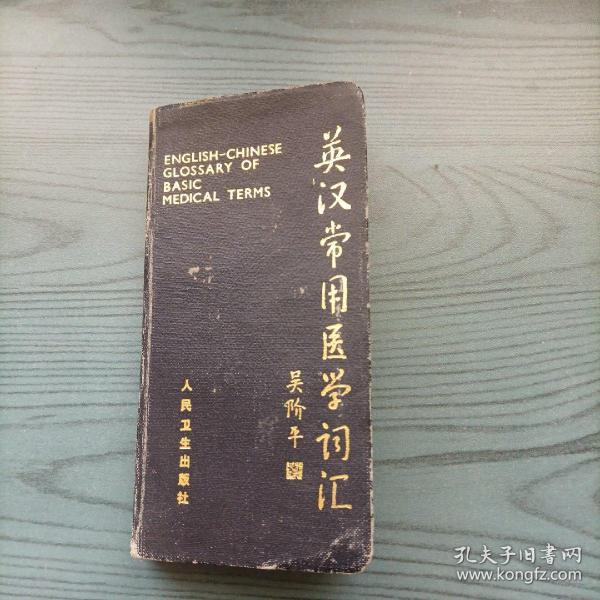 ENGLISH-CHINESE
GLOSSARY OF
BASIC
MEDICAL TERMS
英汉常用医学词汇
吴阶平
人民卫生出版社
孔夫子旧书网
www.kongfz.com